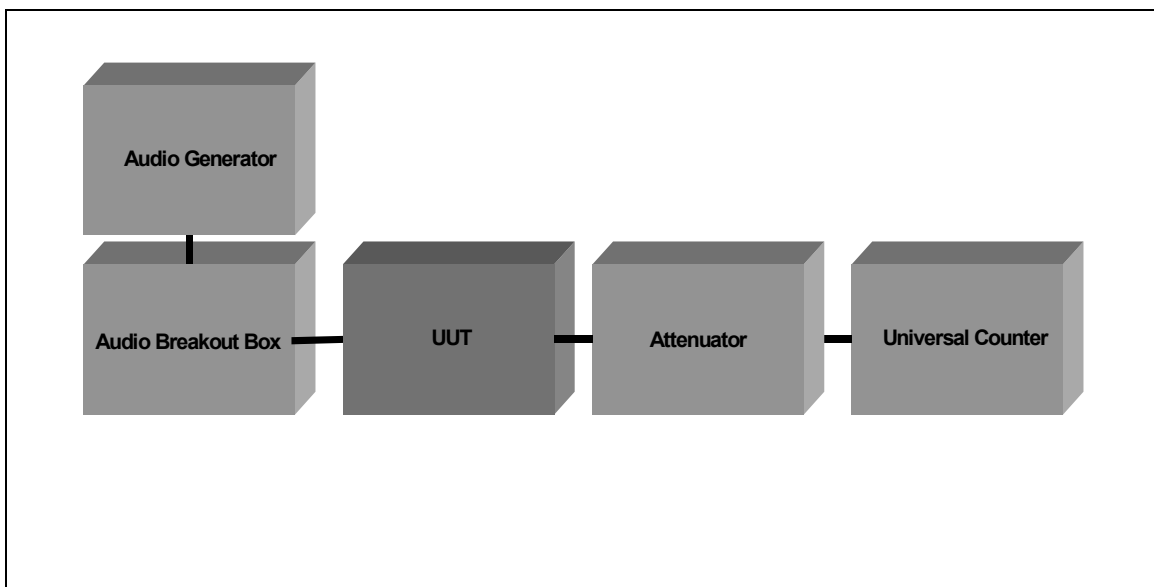 Audio Generator
Audio Breakout Box
UUT
Attenuator
Universal Counter